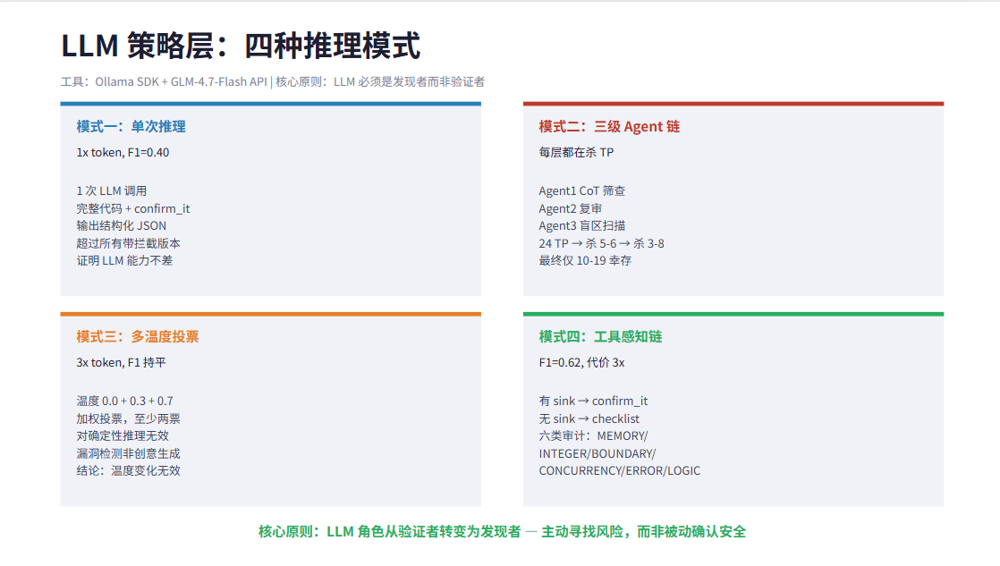 LLM 策略层：四种推理模式
工具：Ollama SDK + GLM-4.7-Flash API | 核心原则：LLM 必须是发现者而非验证者
模式一：单次推理
1x token, F1=0.40
1 次 LLM 调用
完整代码 + confirm_it
输出结构化 JSON
超过所有带拦截版本
证明 LLM 能力不差
模式二：三级 Agent 链
每层都在杀 TP
Agent1 CoT 筛查
Agent2 复审
Agent3 盲区扫描
24 TP → 杀 5-6 → 杀 3-8
最终仅 10-19 幸存
模式三：多温度投票
3x token, F1 持平
温度 0.0 + 0.3 + 0.7
加权投票，至少两票
对确定性推理无效
漏洞检测非创意生成
结论：温度变化无效
模式四：工具感知链
F1=0.62, 代价 3x
有 sink → confirm_it
无 sink → checklist
六类审计：MEMORY/
INTEGER/BOUNDARY/
CONCURRENCY/ERROR/LOGIC
核心原则：LLM 角色从验证者转变为发现者 — 主动寻找风险，而非被动确认安全